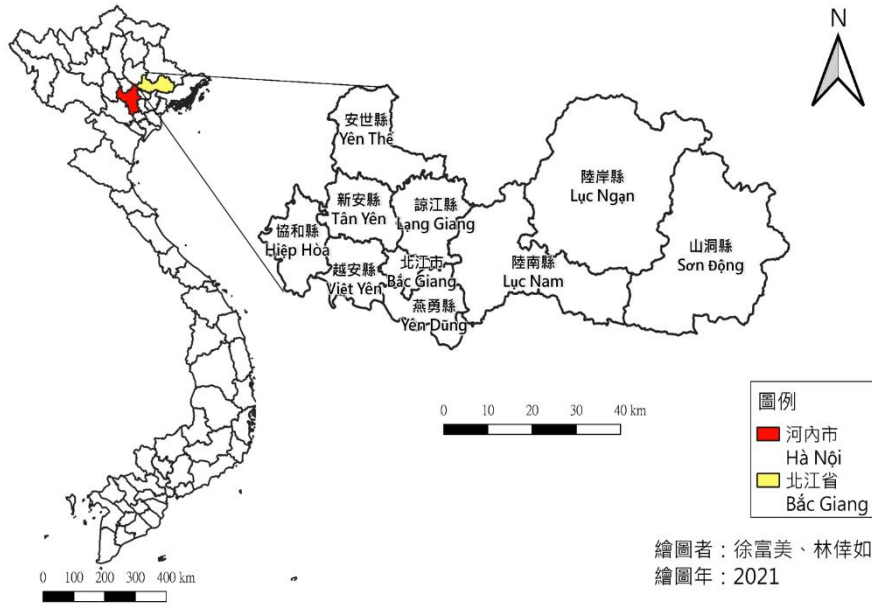 N
安世縣
Yên Thế
新安縣
Tân Yên
諒江縣
Lạng Giang
協和縣
Hiệp Hòa
越安縣
Việt Yên
北江市
Bắc Giang
燕勇縣
Yên Dũng
陸南縣
Lục Nam
陸岸縣
Lục Ngạn
山洞縣
Sơn Động
0 10 20 30 40 km
圖例
河內市
Hà Nội
北江省
Bắc Giang
繪圖者：徐富美、林倖如
繪圖年：2021
0 100 200 300 400 km